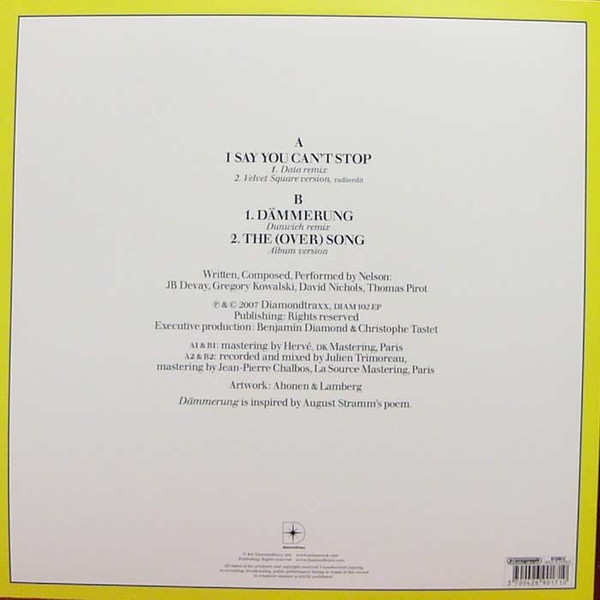 A
I SAY YOU CAN'T STOP
1. Data remix
2. Velvet Square version, radioedit
B
1. DÄMMERUNG
Dunwich remix
2. THE (OVER) SONG
Album version
Written, Composed, Performed by Nelson:
JB Devay, Gregory Kowalski, David Nichols, Thomas Pirot
℗ & © 2007 Diamondtraxx, DIAM 102 EP
Publishing: Rights reserved
Executive production: Benjamin Diamond & Christophe Tastet
A1 & B1: mastering by Hervé, DK Mastering, Paris
A2 & B2: recorded and mixed by Julien Trimoreau,
mastering by Jean-Pierre Chalbos, La Source Mastering, Paris
Artwork: Ahonen & Lamberg
Dämmerung is inspired by August Stramm's poem.
D
diamondtraxx